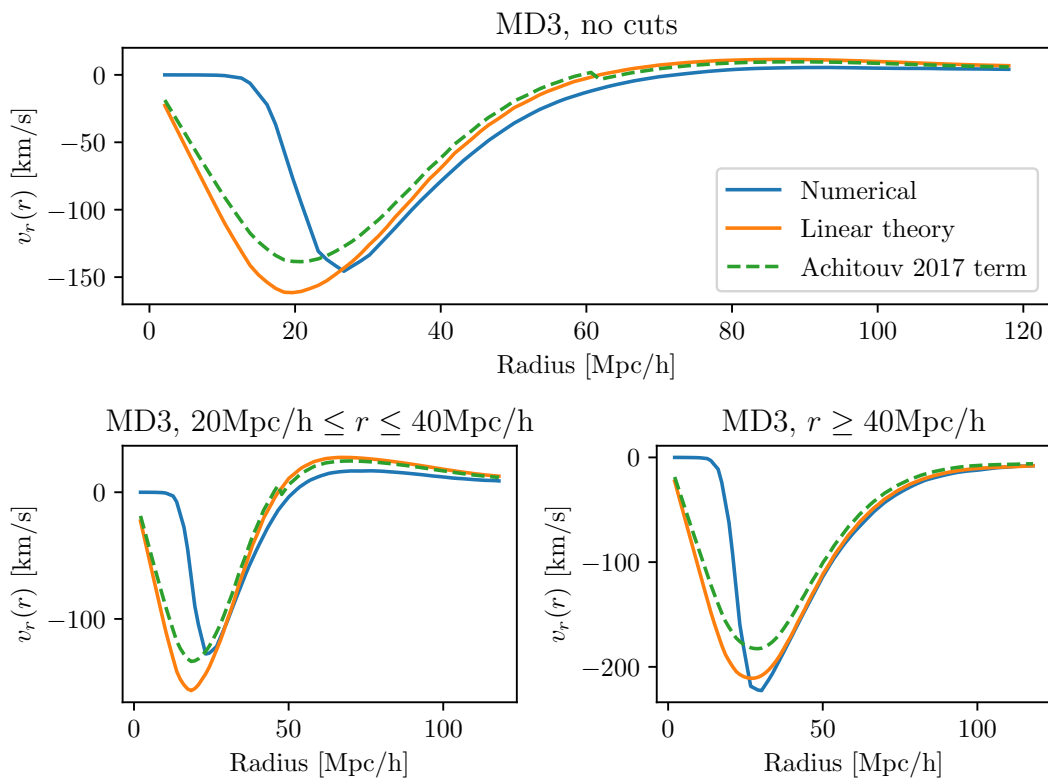 MD3, no cuts
0
−50
−100
−150
v_r(r) [km/s]
Numerical
Linear theory
Achitouv 2017 term
0 20 40 60 80 100 120
Radius [Mpc/h]
MD3, 20Mpc/h ≤ r ≤ 40Mpc/h
0
−100
v_r(r) [km/s]
0 50 100
Radius [Mpc/h]
MD3, r ≥ 40Mpc/h
0
−100
−200
v_r(r) [km/s]
0 50 100
Radius [Mpc/h]